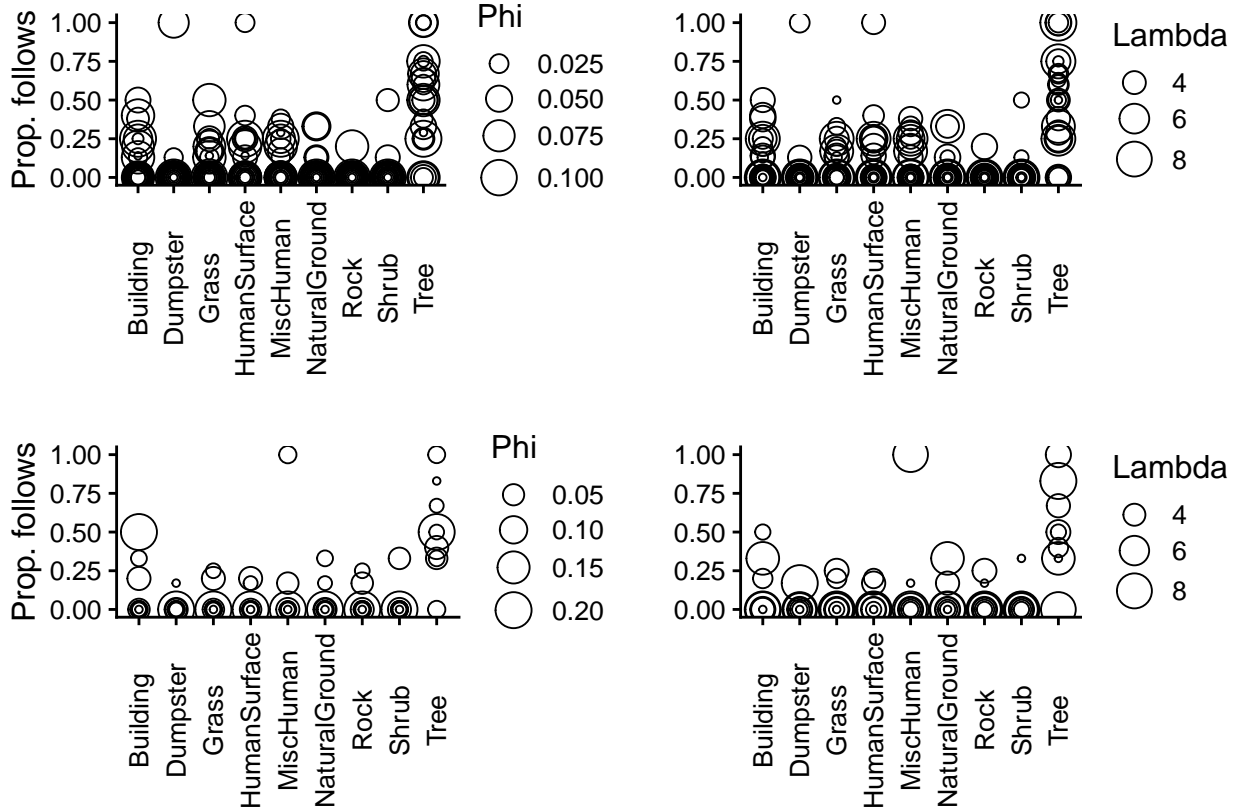 Prop. follows
1.00
0.75
0.50
0.25
0.00
Building
Dumpster
Grass
HumanSurface
MiscHuman
NaturalGround
Rock
Shrub
Tree
Phi
0.025
0.050
0.075
0.100
1.00
0.75
0.50
0.25
0.00
Building
Dumpster
Grass
HumanSurface
MiscHuman
NaturalGround
Rock
Shrub
Tree
Lambda
4
6
8
Prop. follows
1.00
0.75
0.50
0.25
0.00
Building
Dumpster
Grass
HumanSurface
MiscHuman
NaturalGround
Rock
Shrub
Tree
Phi
0.05
0.10
0.15
0.20
1.00
0.75
0.50
0.25
0.00
Building
Dumpster
Grass
HumanSurface
MiscHuman
NaturalGround
Rock
Shrub
Tree
Lambda
4
6
8